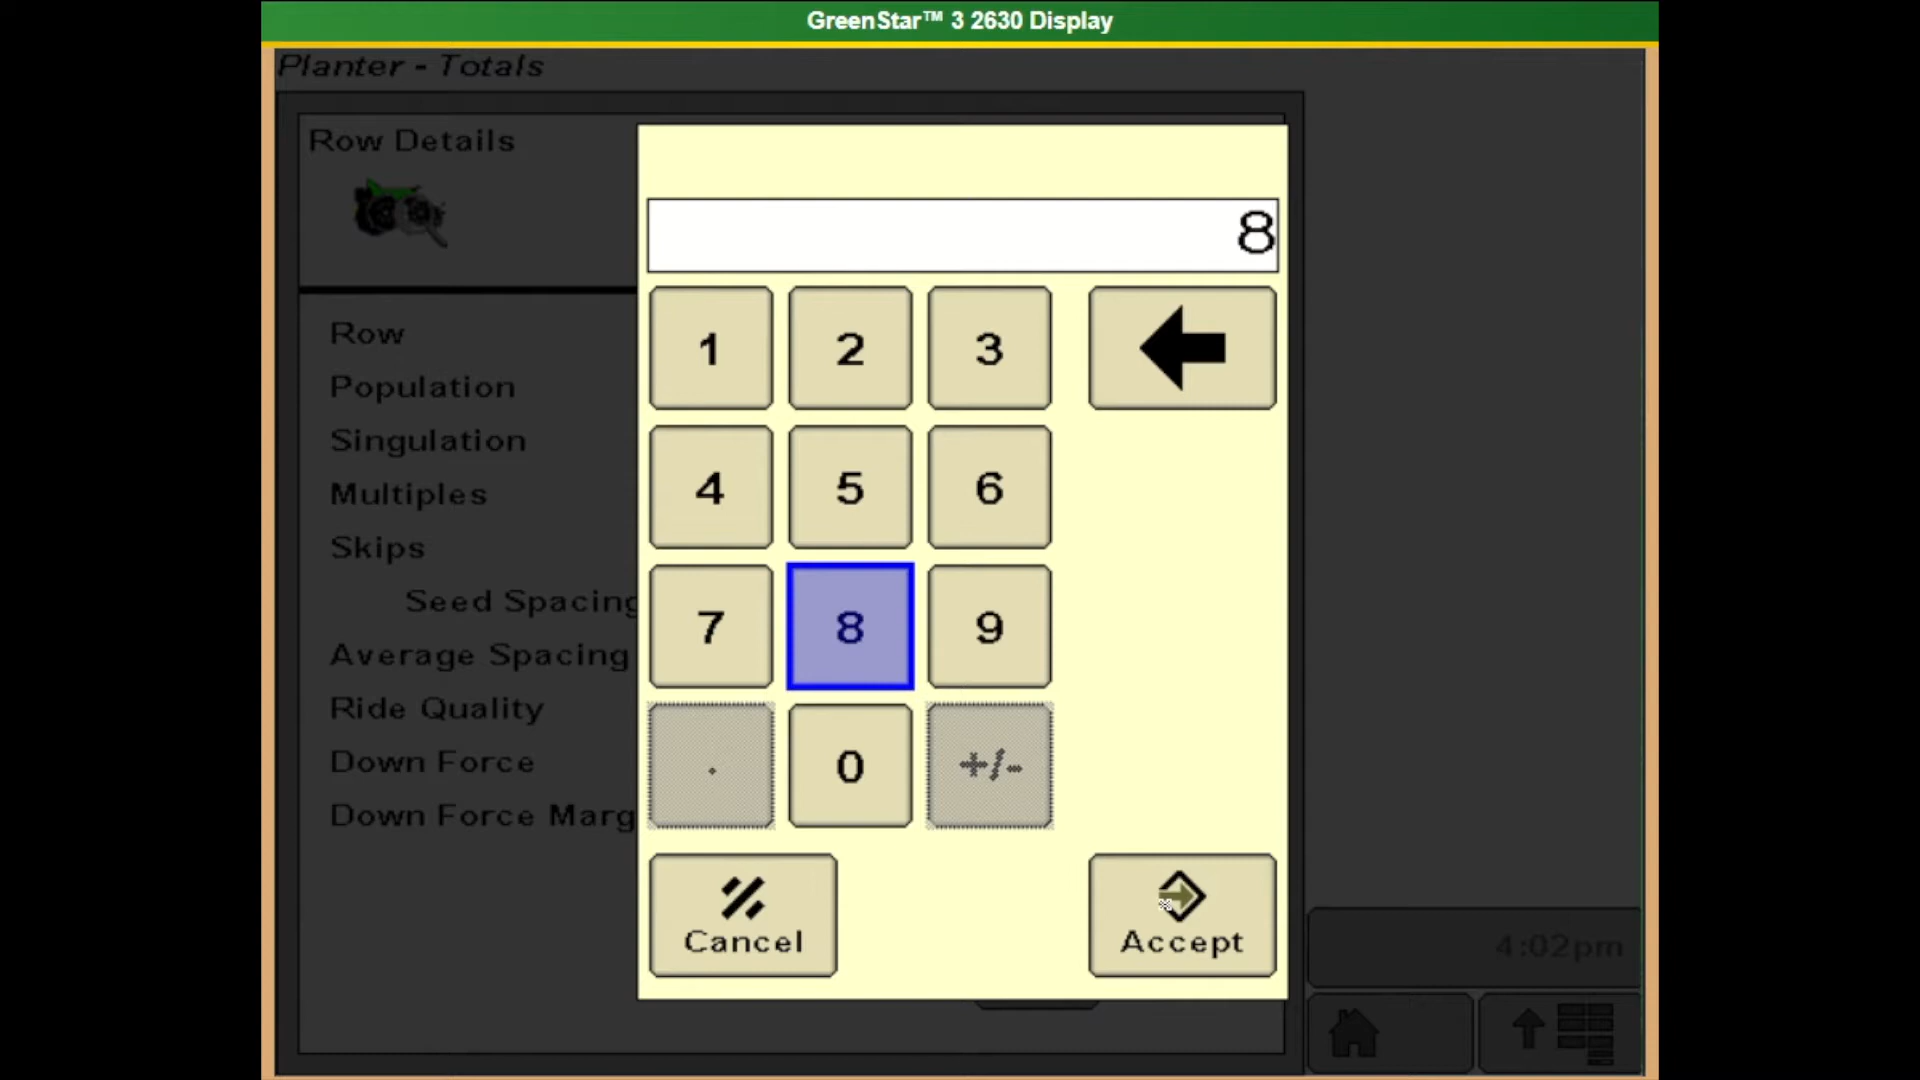 GreenStar™ 3 2630 Display
Planter - Totals
Row Details
8
Row
Population
Singulation
Multiples
Skips
Seed Spacing
Average Spacing
Ride Quality
Down Force
Down Force Marg
1 2 3
4 5 6
7 8 9
. 0 +/-
Cancel
Accept
4:02pm